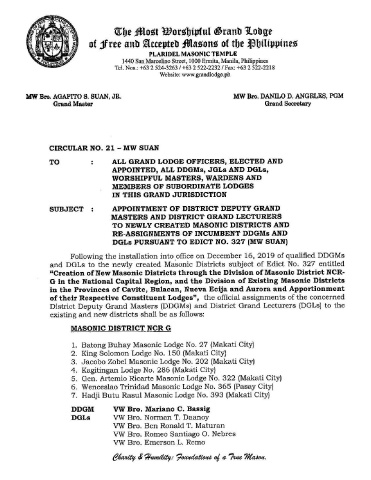 The Most Worshipful Grand Lodge
of Free and Accepted Masons of the Philippines
PLARIDEL MASONIC TEMPLE
1440 San Marcelino Street, 1000 Ermita, Manila, Philippines
Tel. Nos.: +63 2 524-5263 / +63 2 522-2232 / Fax: +63 2 522-2218
Website: www.grandlodge.ph
MW Bro. AGAPITO S. SUAN, JR.
Grand Master
MW Bro. DANILO D. ANGELES, PGM
Grand Secretary
CIRCULAR NO. 21 – MW SUAN
TO : ALL GRAND LODGE OFFICERS, ELECTED AND
APPOINTED, ALL DDGMs, JGLs AND DGLs,
WORSHIPFUL MASTERS, WARDENS AND
MEMBERS OF SUBORDINATE LODGES
IN THIS GRAND JURISDICTION
SUBJECT : APPOINTMENT OF DISTRICT DEPUTY GRAND
MASTERS AND DISTRICT GRAND LECTURERS
TO NEWLY CREATED MASONIC DISTRICTS AND
RE-ASSIGNMENTS OF INCUMBENT DDGMs AND
DGLs PURSUANT TO EDICT NO. 327 (MW SUAN)
Following the installation into office on December 16, 2019 of qualified DDGMs
and DGLs to the newly created Masonic Districts subject of Edict No. 327 entitled
"Creation of New Masonic Districts through the Division of Masonic District NCR-
G in the National Capital Region, and the Division of Existing Masonic Districts
in the Provinces of Cavite, Bulacan, Nueva Ecija and Aurora and Apportionment
of their Respective Constituent Lodges", the official assignments of the concerned
District Deputy Grand Masters (DDGMs) and District Grand Lecturers (DGLs) to the
existing and new districts shall be as follows:
MASONIC DISTRICT NCR G
1. Batong Buhay Masonic Lodge No. 27 (Makati City)
2. King Solomon Lodge No. 150 (Makati City)
3. Jacobo Zobel Masonic Lodge No. 202 (Makati City)
4. Kagitingan Lodge No. 286 (Makati City)
5. Gen. Artemio Ricarte Masonic Lodge No. 322 (Makati City)
6. Wenceslao Trinidad Masonic Lodge No. 365 (Pasay City)
7. Hadji Butu Rasul Masonic Lodge No. 393 (Makati City)
DDGM VW Bro. Mariano C. Bassig
DGLs VW Bro. Normen T. Deanoy
VW Bro. Ben Ronald T. Maturan
VW Bro. Romeo Santiago O. Nebres
VW Bro. Emerson L. Remo
Charity & Humility: Foundations of a True Mason.